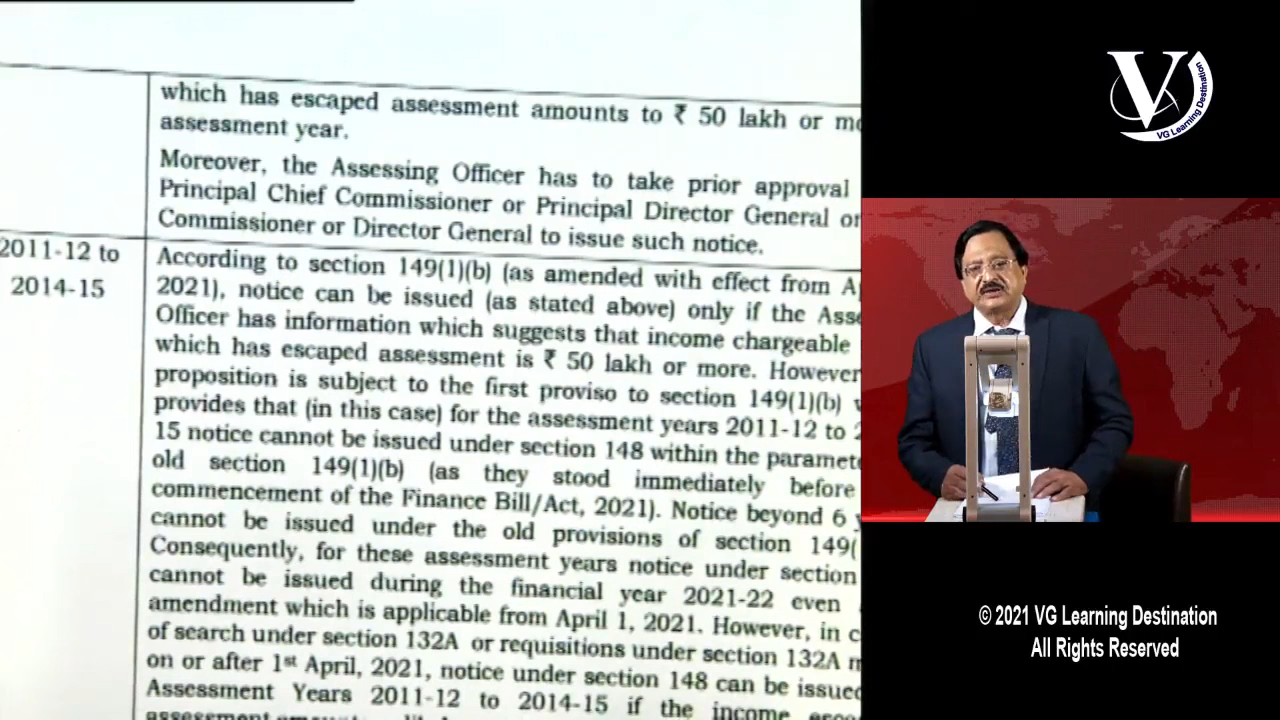 which has escaped assessment amounts to ₹ 50 lakh or
assessment year.
Moreover, the Assessing Officer has to take prior approval
Principal Chief Commissioner or Principal Director General or
Commissioner or Director General to issue such notice.
2011-12 to
2014-15
According to section 149(1)(b) (as amended with effect from
2021), notice can be issued (as stated above) only if the
Officer has information which suggests that income chargeable
which has escaped assessment is ₹ 50 lakh or more. However
proposition is subject to the first proviso to section 149(1)(b)
provides that (in this case) for the assessment years 2011-12 to
15 notice cannot be issued under section 148 within the
old section 149(1)(b) (as they stood immediately before
commencement of the Finance Bill/Act, 2021). Notice beyond 6
cannot be issued under the old provisions of section 149(
Consequently, for these assessment years notice under section
cannot be issued during the financial year 2021-22 even
amendment which is applicable from April 1, 2021. However, in
of search under section 132A or requisitions under section 132A
on or after 1st April, 2021, notice under section 148 can be issued
Assessment Years 2011-12 to 2014-15 if the income
V
VG Learning Destination
© 2021 VG Learning Destination
All Rights Reserved